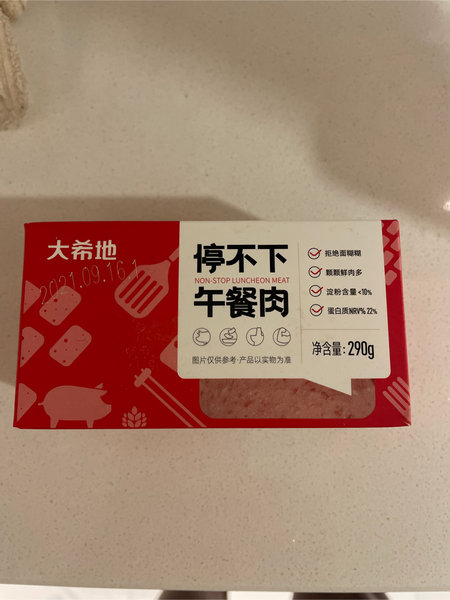 大希地
2021.09.16 1
停不下
NON-STOP LUNCHEON MEAT
午餐肉
图片仅供参考·产品以实物为准
拒绝面糊糊
颗颗鲜肉多
淀粉含量<10%
蛋白质NRV% 22%
净含量:290g